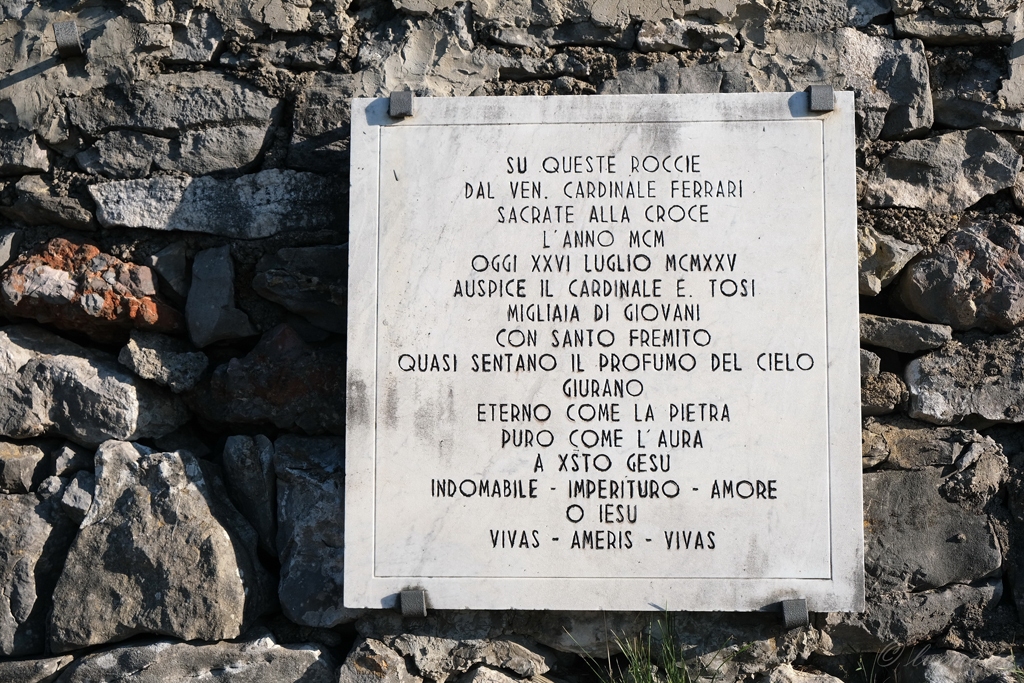 SU QUESTE ROCCIE
DAL VEN. CARDINALE FERRARI
SACRATE ALLA CROCE
L'ANNO MCM
OGGI XXVI LUGLIO MCMXXV
AUSPICE IL CARDINALE E. TOSI
MIGLIAIA DI GIOVANI
CON SANTO FREMITO
QUASI SENTANO IL PROFUMO DEL CIELO
GIURANO
ETERNO COME LA PIETRA
PURO COME L'AURA
A XSTO GESU
INDOMABILE - IMPERITURO - AMORE
O IESU
VIVAS - AMERIS - VIVAS